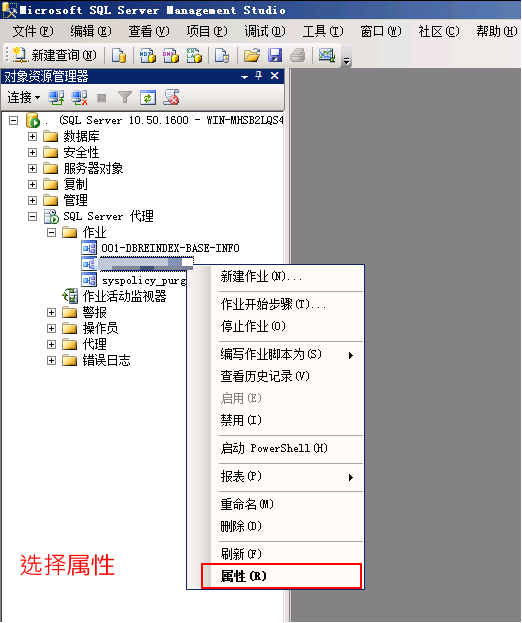 Microsoft SQL Server Management Studio
文件(F) 编辑(E) 查看(V) 项目(P) 调试(D) 工具(T) 窗口(W) 社区(C) 帮助(H)
新建查询(N)
对象资源管理器
连接
. (SQL Server 10.50.1600 - WIN-MHSB2LQS4
数据库
安全性
服务器对象
复制
管理
SQL Server 代理
作业
001-DBREINDEX-BASE-INFO
syspolicy_purg
作业活动监视器
警报
操作员
代理
错误日志
新建作业(N)...
作业开始步骤(T)...
停止作业(O)
编写作业脚本为(S)
查看历史记录(V)
启用(E)
禁用(I)
启动 PowerShell(H)
报表(P)
重命名(M)
删除(D)
刷新(F)
属性(R)
选择属性